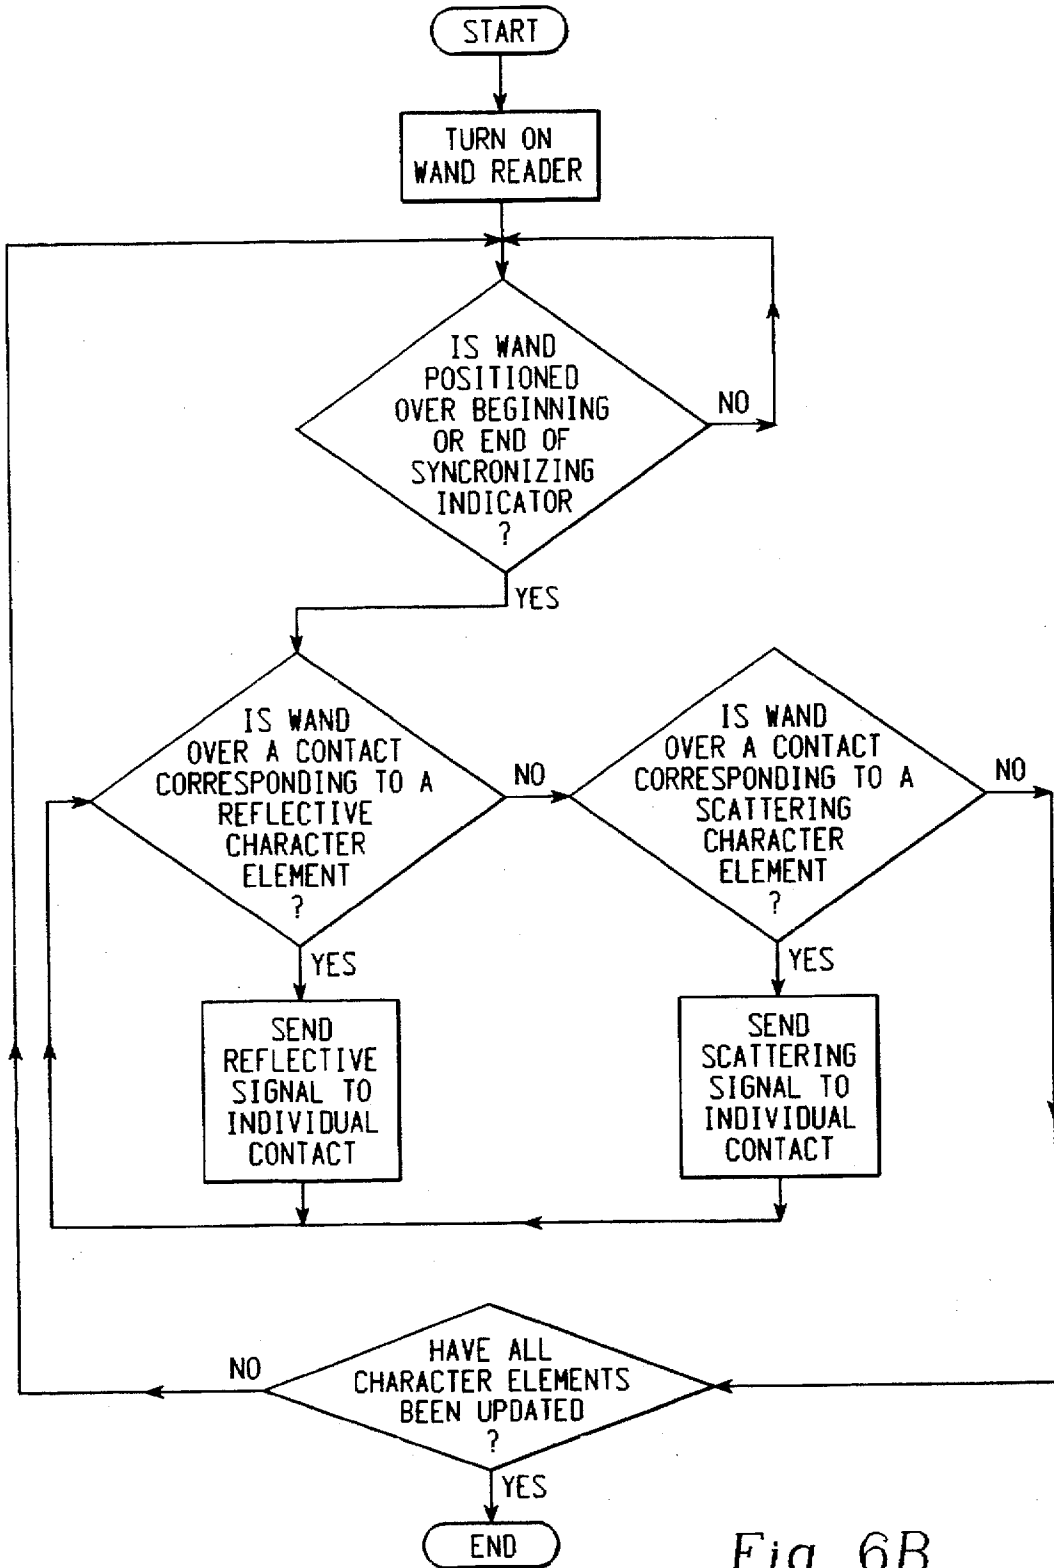 START
TURN ON
WAND READER
IS WAND
POSITIONED
OVER BEGINNING
OR END OF
SYNCRONIZING
INDICATOR
?
NO
YES
IS WAND
OVER A CONTACT
CORRESPONDING TO A
REFLECTIVE
CHARACTER
ELEMENT
?
NO
YES
IS WAND
OVER A CONTACT
CORRESPONDING TO A
SCATTERING
CHARACTER
ELEMENT
?
NO
YES
SEND
REFLECTIVE
SIGNAL TO
INDIVIDUAL
CONTACT
SEND
SCATTERING
SIGNAL TO
INDIVIDUAL
CONTACT
HAVE ALL
CHARACTER ELEMENTS
BEEN UPDATED
?
NO
YES
END
Fig. 6B